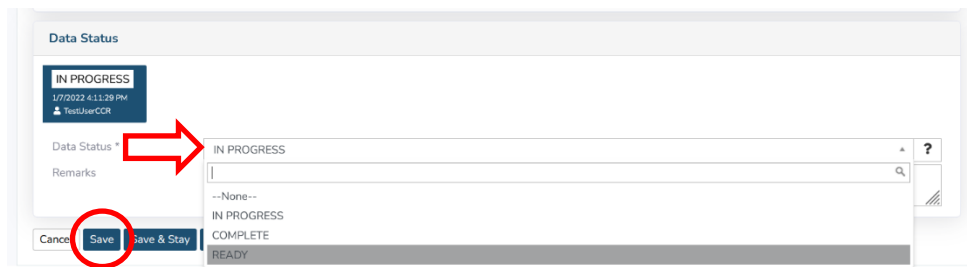 Data Status
IN PROGRESS
1/7/2022 4:11:29 PM
TestUserCCR
Data Status *
IN PROGRESS
?
Remarks
--None--
IN PROGRESS
COMPLETE
READY
Cancel Save Save & Stay